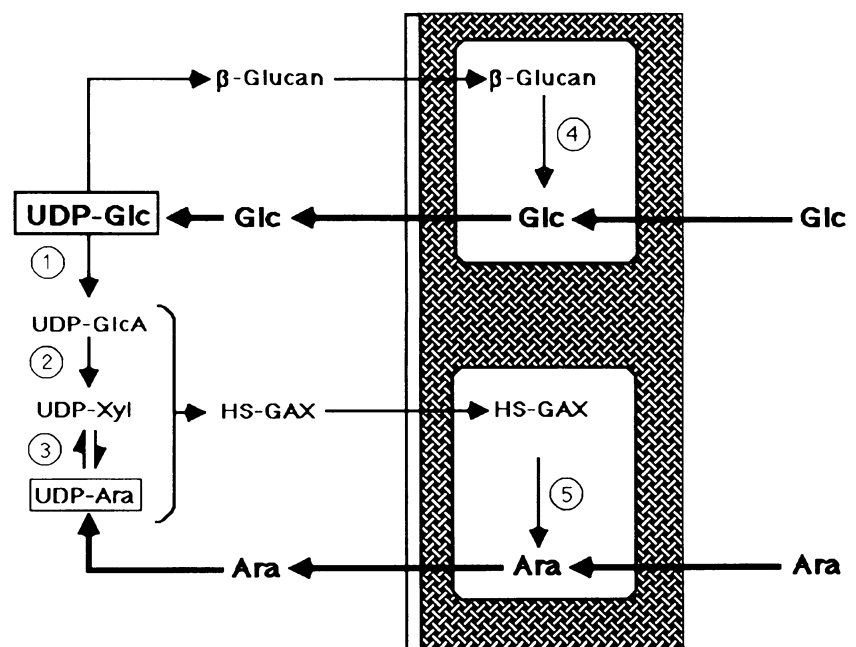 β-Glucan β-Glucan
④
UDP-Glc Glc Glc Glc
①
UDP-GlcA
②
UDP-Xyl HS-GAX HS-GAX
③
UDP-Ara ⑤
Ara Ara Ara